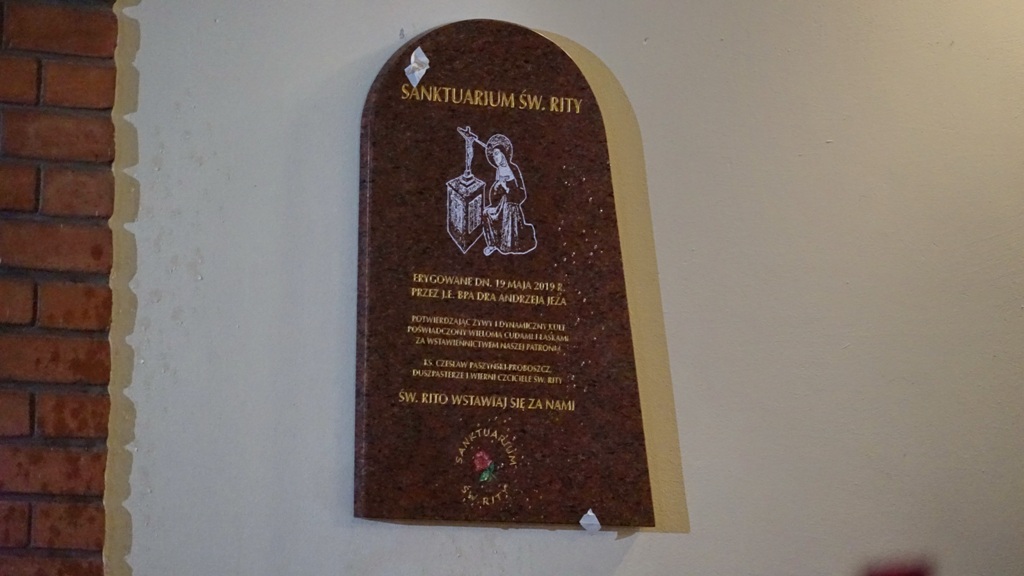 SANKTUARIUM ŚW. RITY
ERYGOWANE DN. 19 MAJA 2019 R.
PRZEZ J.E. BPA DRA ANDRZEJA JEŻA
POTWIERDZAJĄC ŻYWY I DYNAMICZNY KULT
POŚWIADCZONY WIELOMA CUDAMI I ŁASKAMI
ZA WSTAWIENNICTWEM NASZEJ PATRONKI
KS. CZESŁAW PASZYŃSKI-PROBOSZCZ,
DUSZPASTERZE I WIERNI CZCICIELE ŚW. RITY
ŚW. RITO WSTAWIAJ SIĘ ZA NAMI
SANKTUARIUM
ŚW. RITY